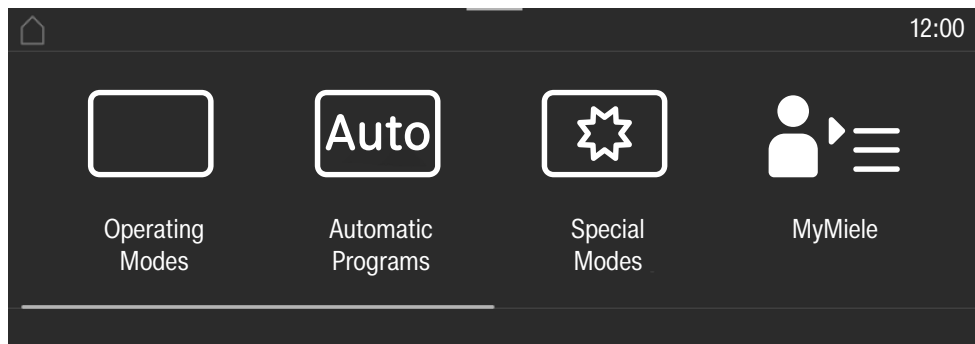 12:00
Auto
Operating
Modes
Automatic
Programs
Special
Modes
MyMiele